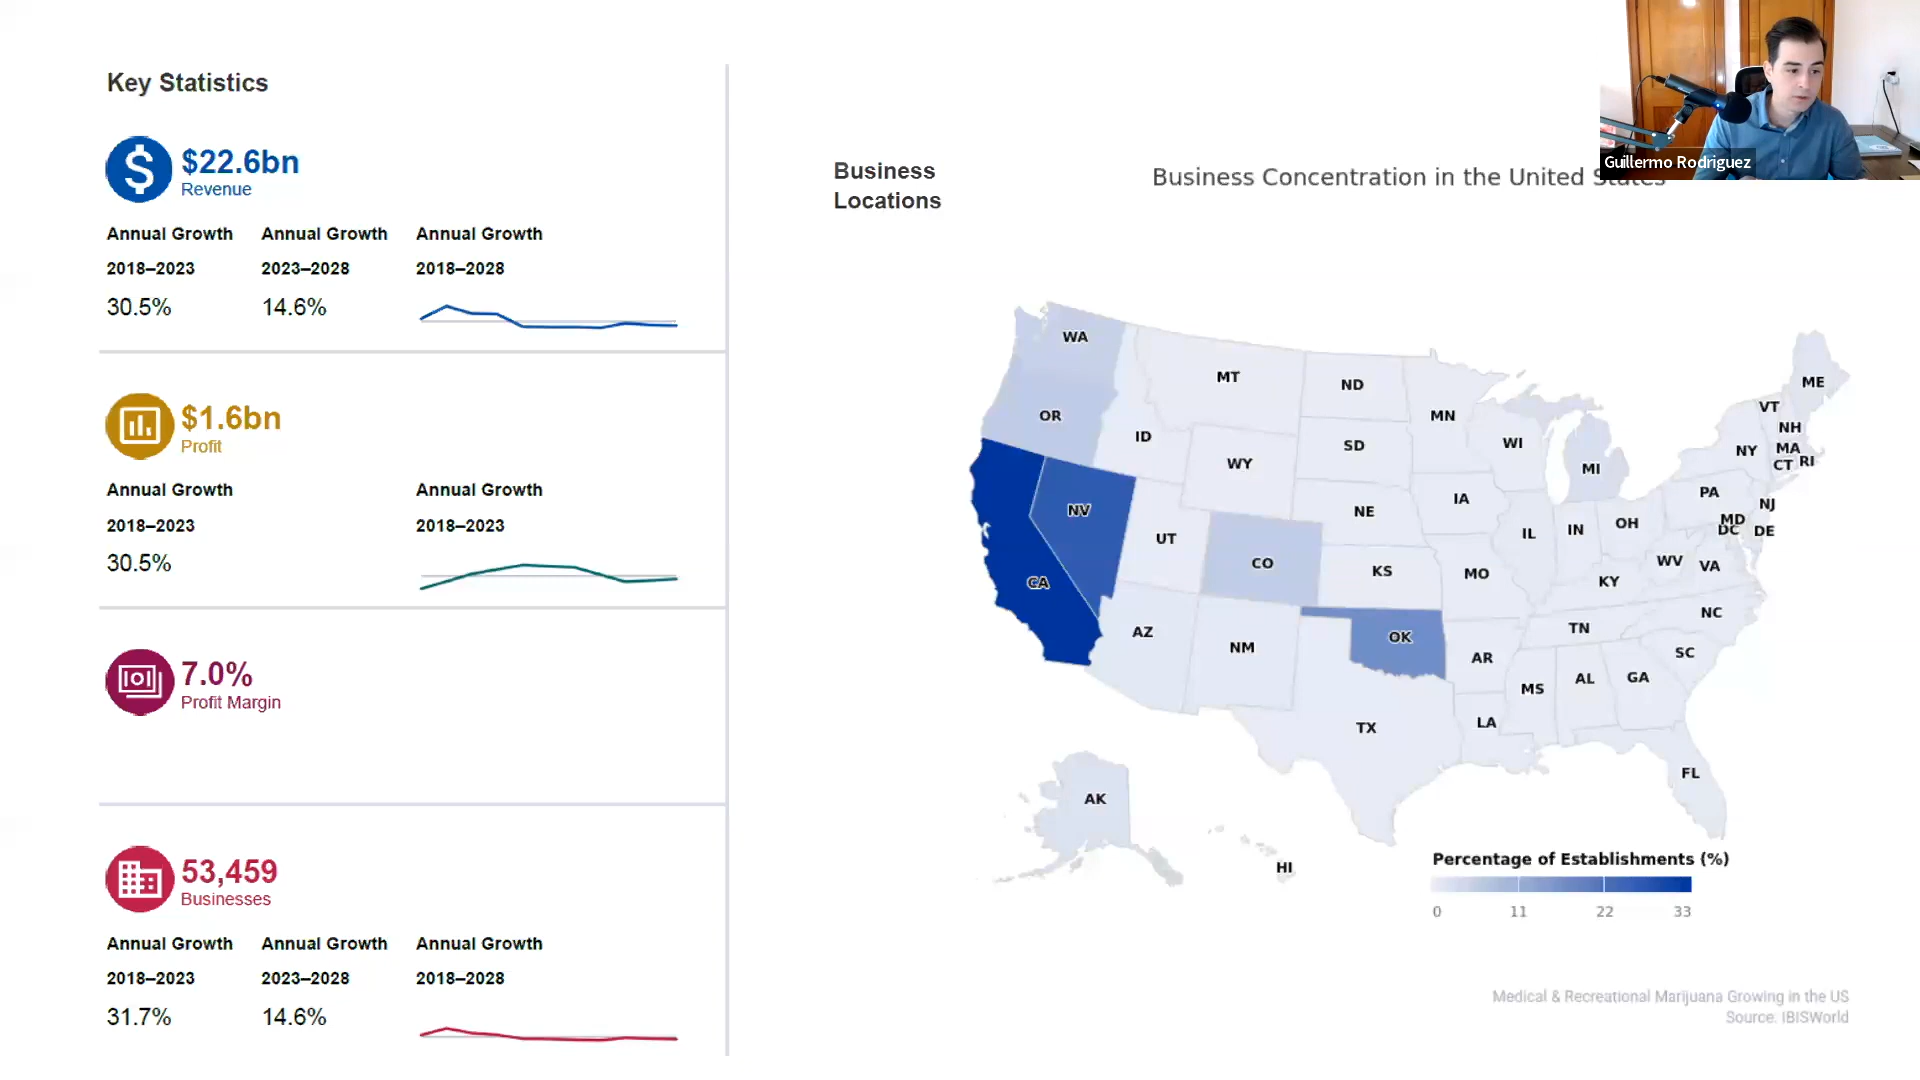 Key Statistics
$22.6bn
Revenue
Annual Growth Annual Growth Annual Growth
2018–2023 2023–2028 2018–2028
30.5% 14.6%
$1.6bn
Profit
Annual Growth Annual Growth
2018–2023 2018–2023
30.5%
7.0%
Profit Margin
53,459
Businesses
Annual Growth Annual Growth Annual Growth
2018–2023 2023–2028 2018–2028
31.7% 14.6%
Guillermo Rodriguez
Business
Locations
Business Concentration in the United States
WA
MT
ND
MN
ME
OR
ID
SD
WI
VT
NH
NY
MA
CT
RI
WY
MI
NV
NE
IA
PA
NJ
UT
IL
IN
OH
MD
DC
DE
CO
KS
MO
WV
VA
KY
CA
AZ
NM
OK
AR
TN
NC
SC
MS
AL
GA
TX
LA
FL
AK
HI
Percentage of Establishments (%)
0 11 22 33
Medical & Recreational Marijuana Growing in the US
Source: IBISWorld